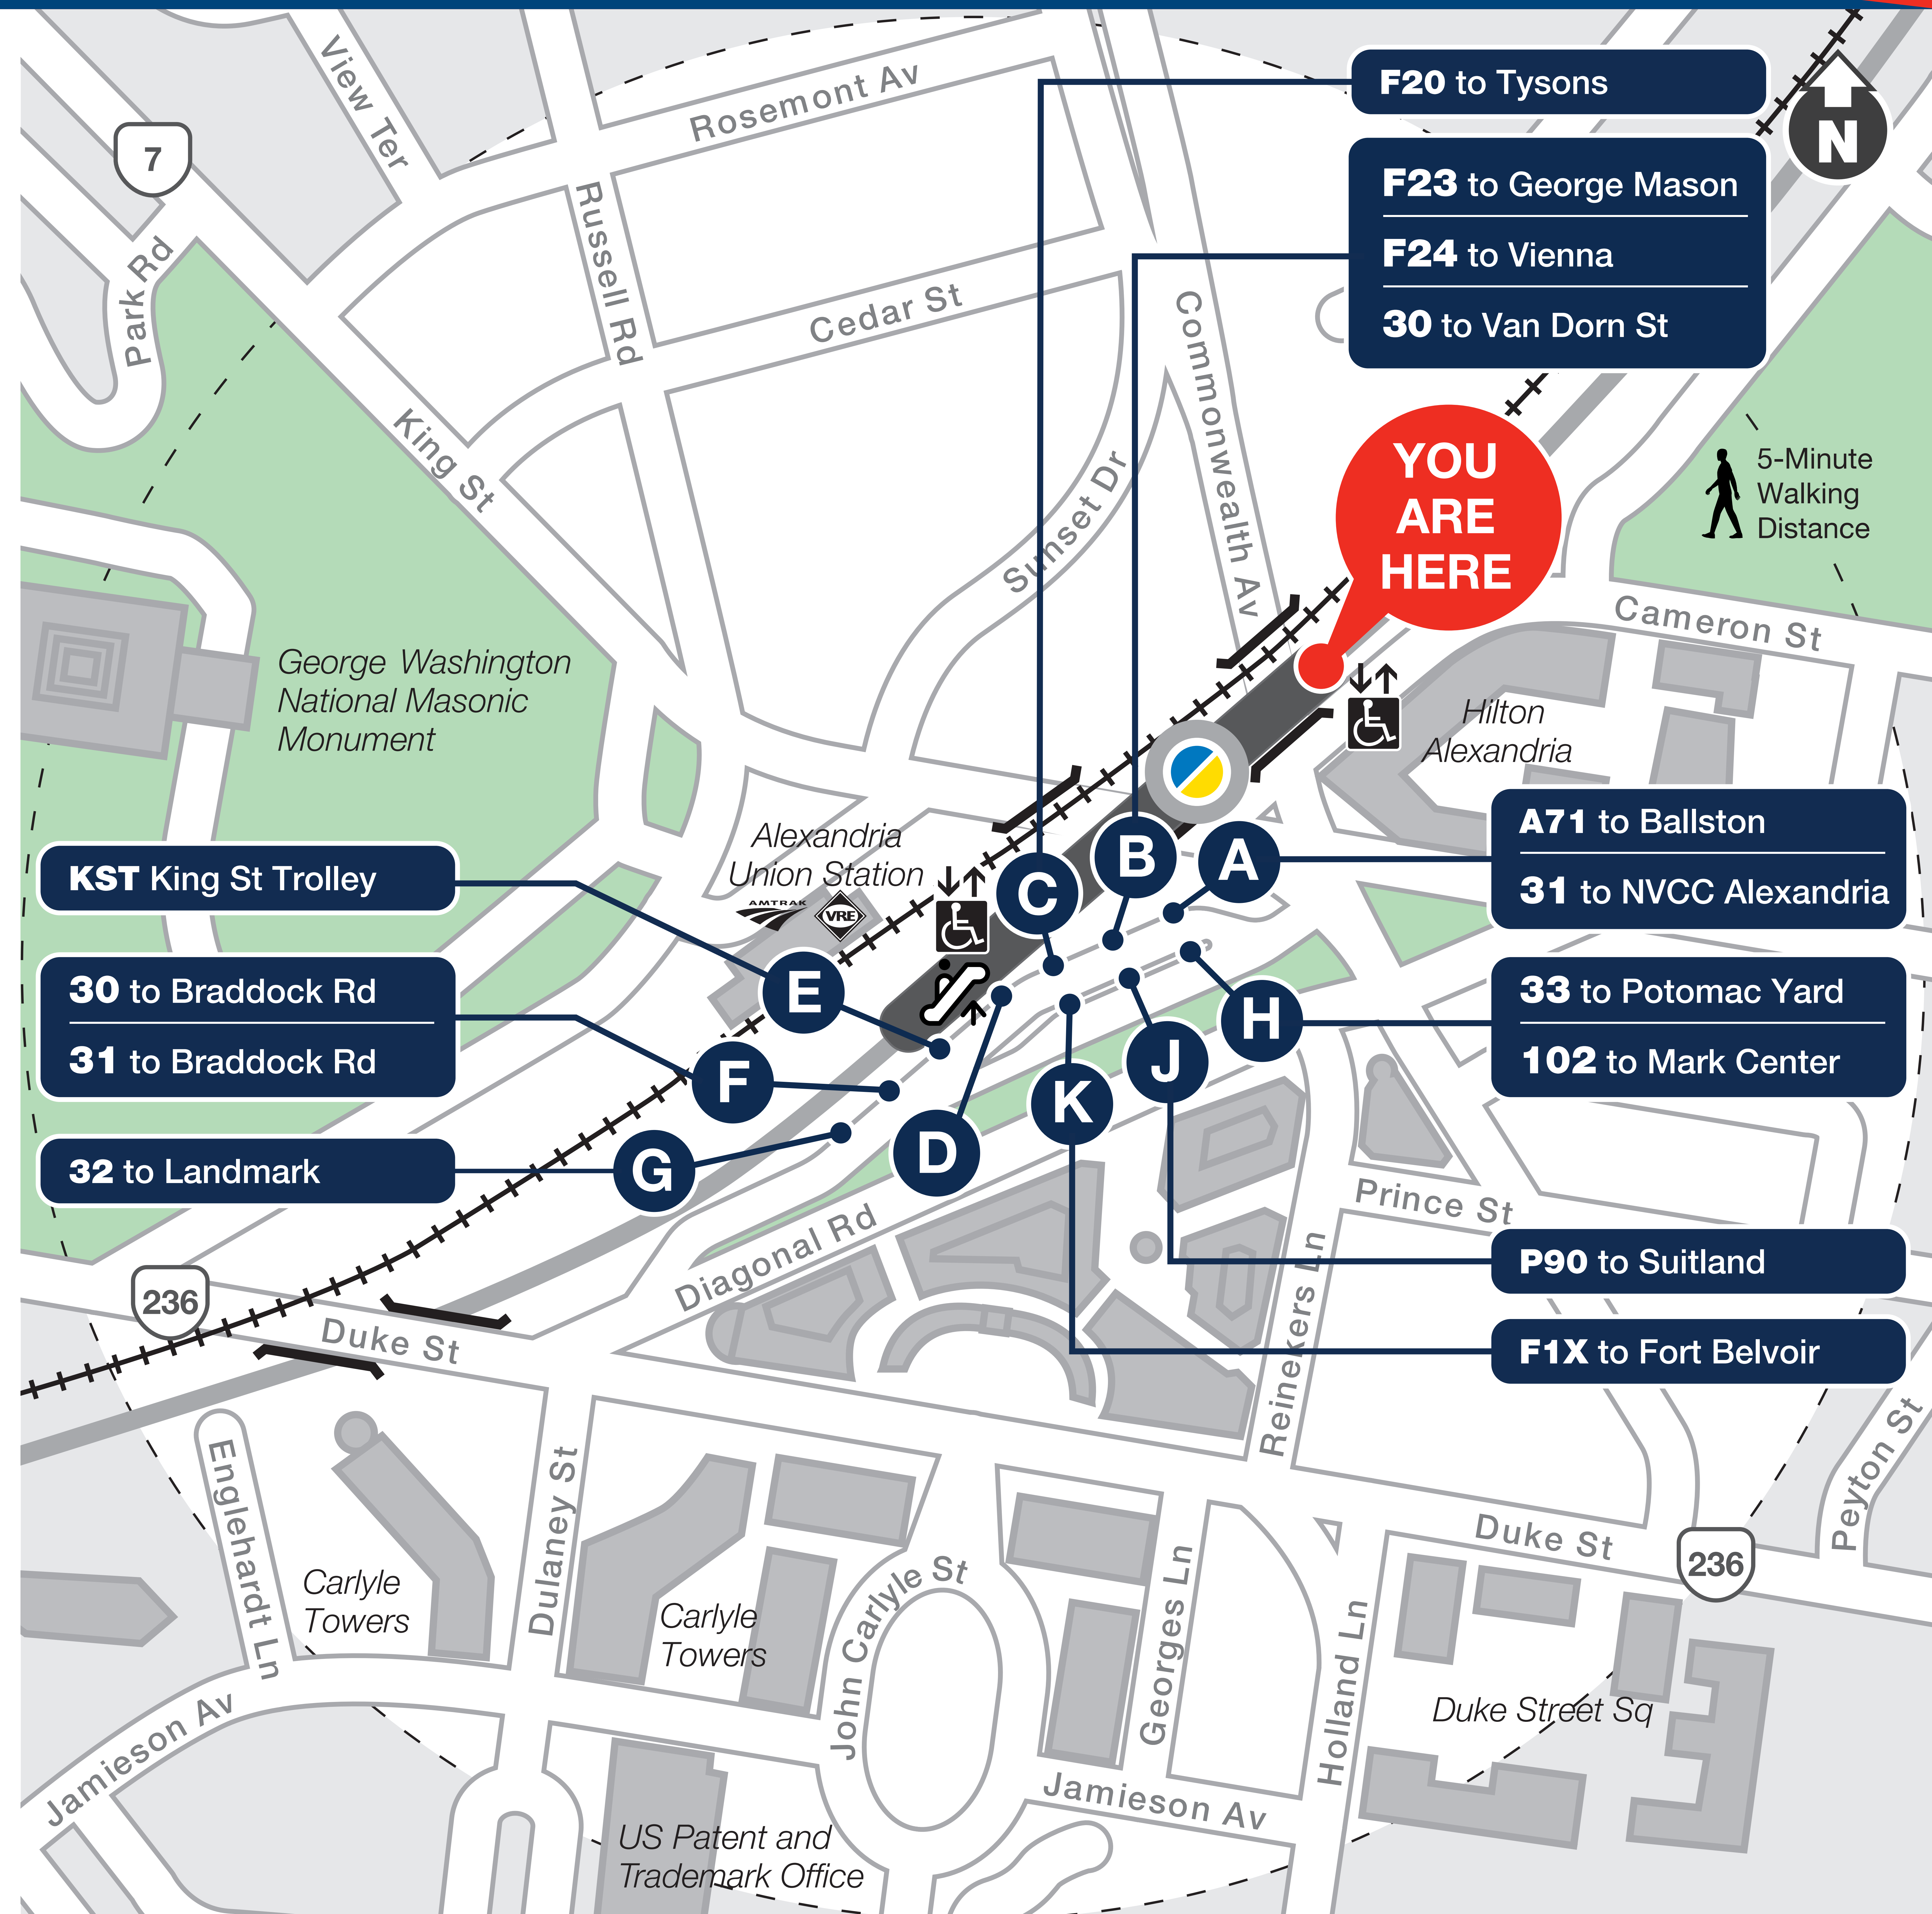 View Ter
Rosemont Av
F20 to Tysons
N
7
F23 to George Mason
F24 to Vienna
30 to Van Dorn St
Russell Rd
Park Rd
Cedar St
Commonwealth Av
King St
Sunset Dr
YOU
ARE
HERE
5-Minute
Walking
Distance
Cameron St
George Washington
National Masonic
Monument
Hilton
Alexandria
Alexandria
Union Station
AMTRAK
VRE
A71 to Ballston
31 to NVCC Alexandria
KST King St Trolley
C
B
A
30 to Braddock Rd
31 to Braddock Rd
E
H
33 to Potomac Yard
102 to Mark Center
F
J
K
D
G
32 to Landmark
Prince St
Diagonal Rd
P90 to Suitland
F1X to Fort Belvoir
236
Duke St
Reinekers Ln
Peyton St
Englehardt Ln
Dulaney St
Duke St
236
Carlyle
Towers
Carlyle
Towers
John Carlyle St
Georges Ln
Holland Ln
Duke Street Sq
Jamieson Av
Jamieson Av
US Patent and
Trademark Office